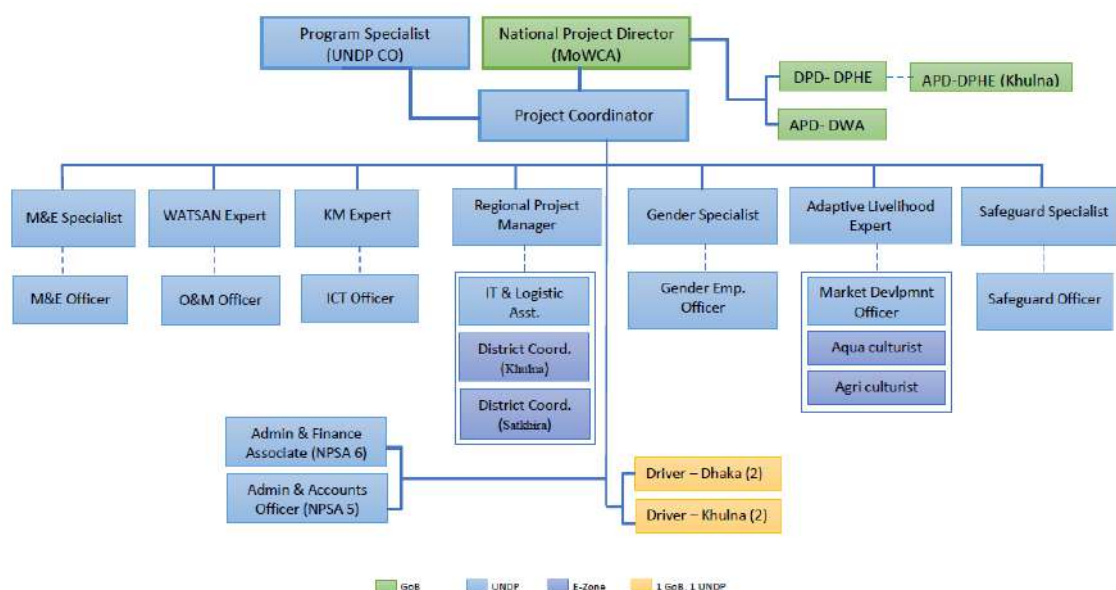 Program Specialist
(UNDP CO)
National Project Director
(MoWCA)
DPD- DPHE
APD-DPHE (Khulna)
Project Coordinator
APD- DWA
M&E Specialist
WATSAN Expert
KM Expert
Regional Project
Manager
Gender Specialist
Adaptive Livelihood
Expert
Safeguard Specialist
M&E Officer
O&M Officer
ICT Officer
IT & Logistic
Asst.
Gender Emp.
Officer
Market Devlpmnt
Officer
Safeguard Officer
District Coord.
(Khulna)
Aqua culturist
District Coord.
(Satkhira)
Agri culturist
Admin & Finance
Associate (NPSA 6)
Admin & Accounts
Officer (NPSA 5)
Driver – Dhaka (2)
Driver – Khulna (2)
GoB
UNDP
E-Zone
1 GoB, 1 UNDP